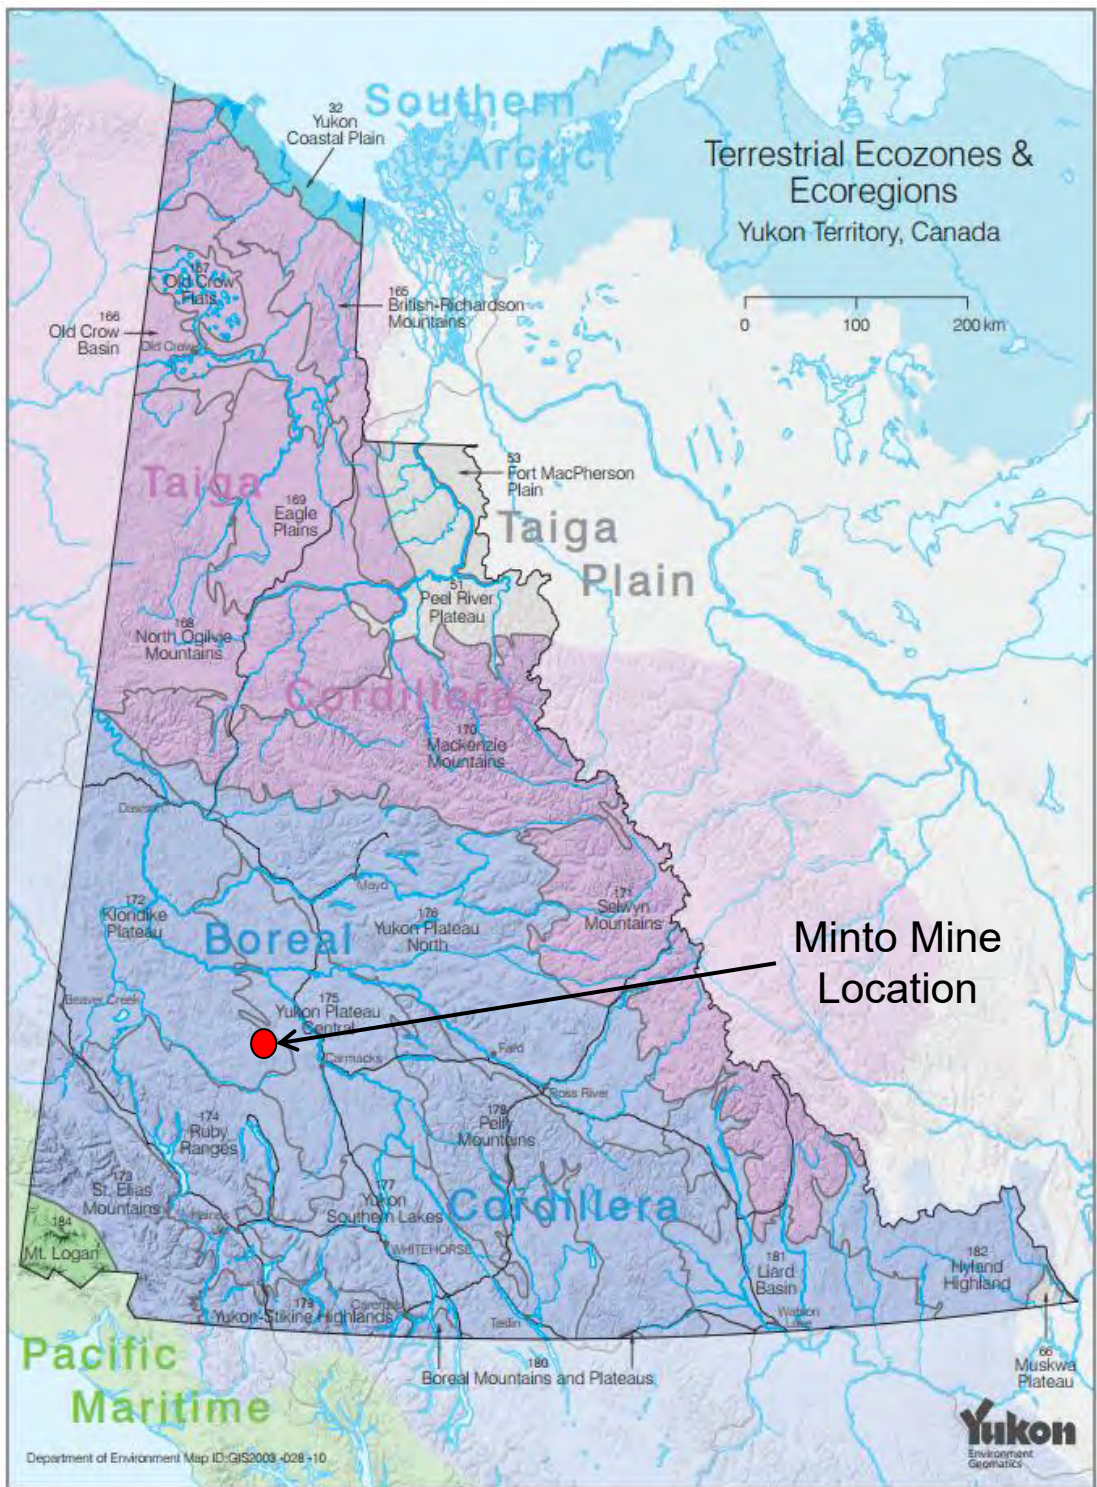 Southern
Arctic
32
Yukon
Coastal Plain
Terrestrial Ecozones &
Ecoregions
Yukon Territory, Canada
0 100 200 km
167
Old Crow
Flats
165
British-Richardson
Mountains
166
Old Crow
Basin
Old Crow
Taiga
169
Eagle
Plains
53
Fort MacPherson
Plain
Taiga
Plain
51
Peel River
Plateau
168
North Ogilvie
Mountains
Cordillera
170
Mackenzie
Mountains
Dawson
Mayo
172
Klondike
Plateau
171
Selwyn
Mountains
176
Yukon Plateau
North
Boreal
Minto Mine
Location
Beaver Creek
175
Yukon Plateau
Central
Carmacks
Faro
Ross River
174
Ruby
Ranges
178
Pelly
Mountains
173
St. Elias
Mountains
177
Yukon
Southern Lakes
Cordillera
Haines
184
Mt. Logan
WHITEHORSE
181
Liard
Basin
182
Hyland
Highland
179
Yukon-Stikine Highlands
Carcross
Teslin
Watson
Lake
180
Boreal Mountains and Plateaus
66
Muskwa
Plateau
Pacific
Maritime
Department of Environment Map ID:GIS2003 -028 -10
Yukon
Environment
Geomatics